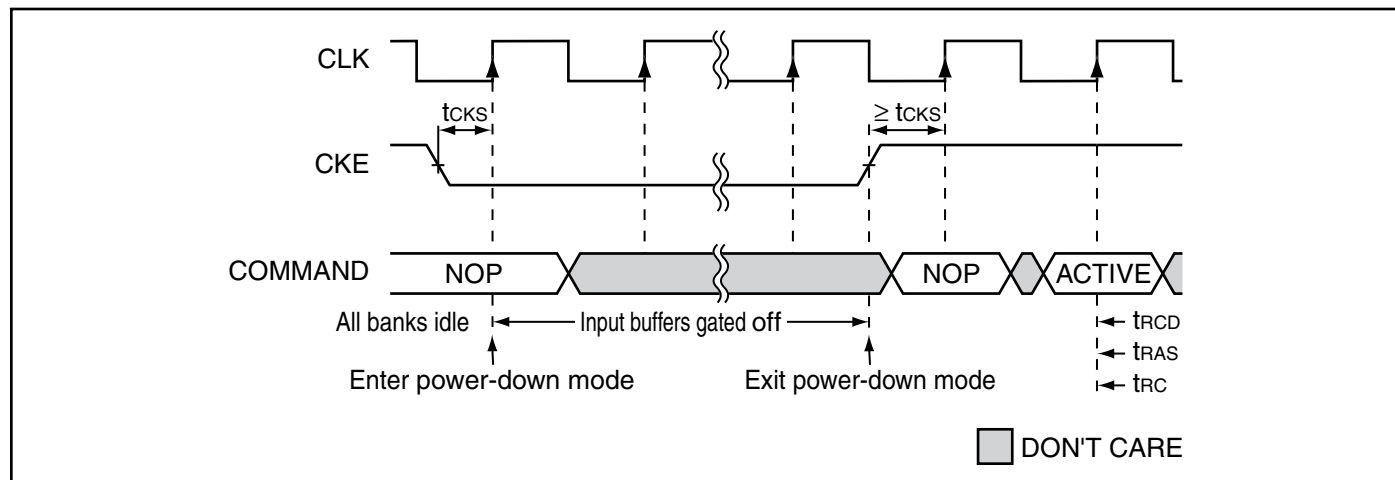 CLK
tCKS
≥ tCKS
CKE
COMMAND
NOP
NOP
ACTIVE
All banks idle
Input buffers gated off
tRCD
tRAS
Enter power-down mode
Exit power-down mode
tRC
DON'T CARE